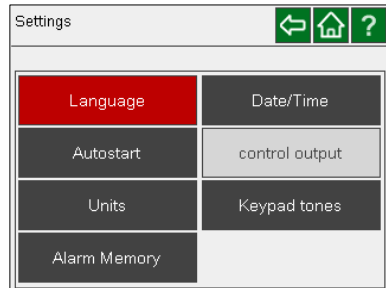 Settings
?
Language
Date/Time
Autostart
control output
Units
Keypad tones
Alarm Memory